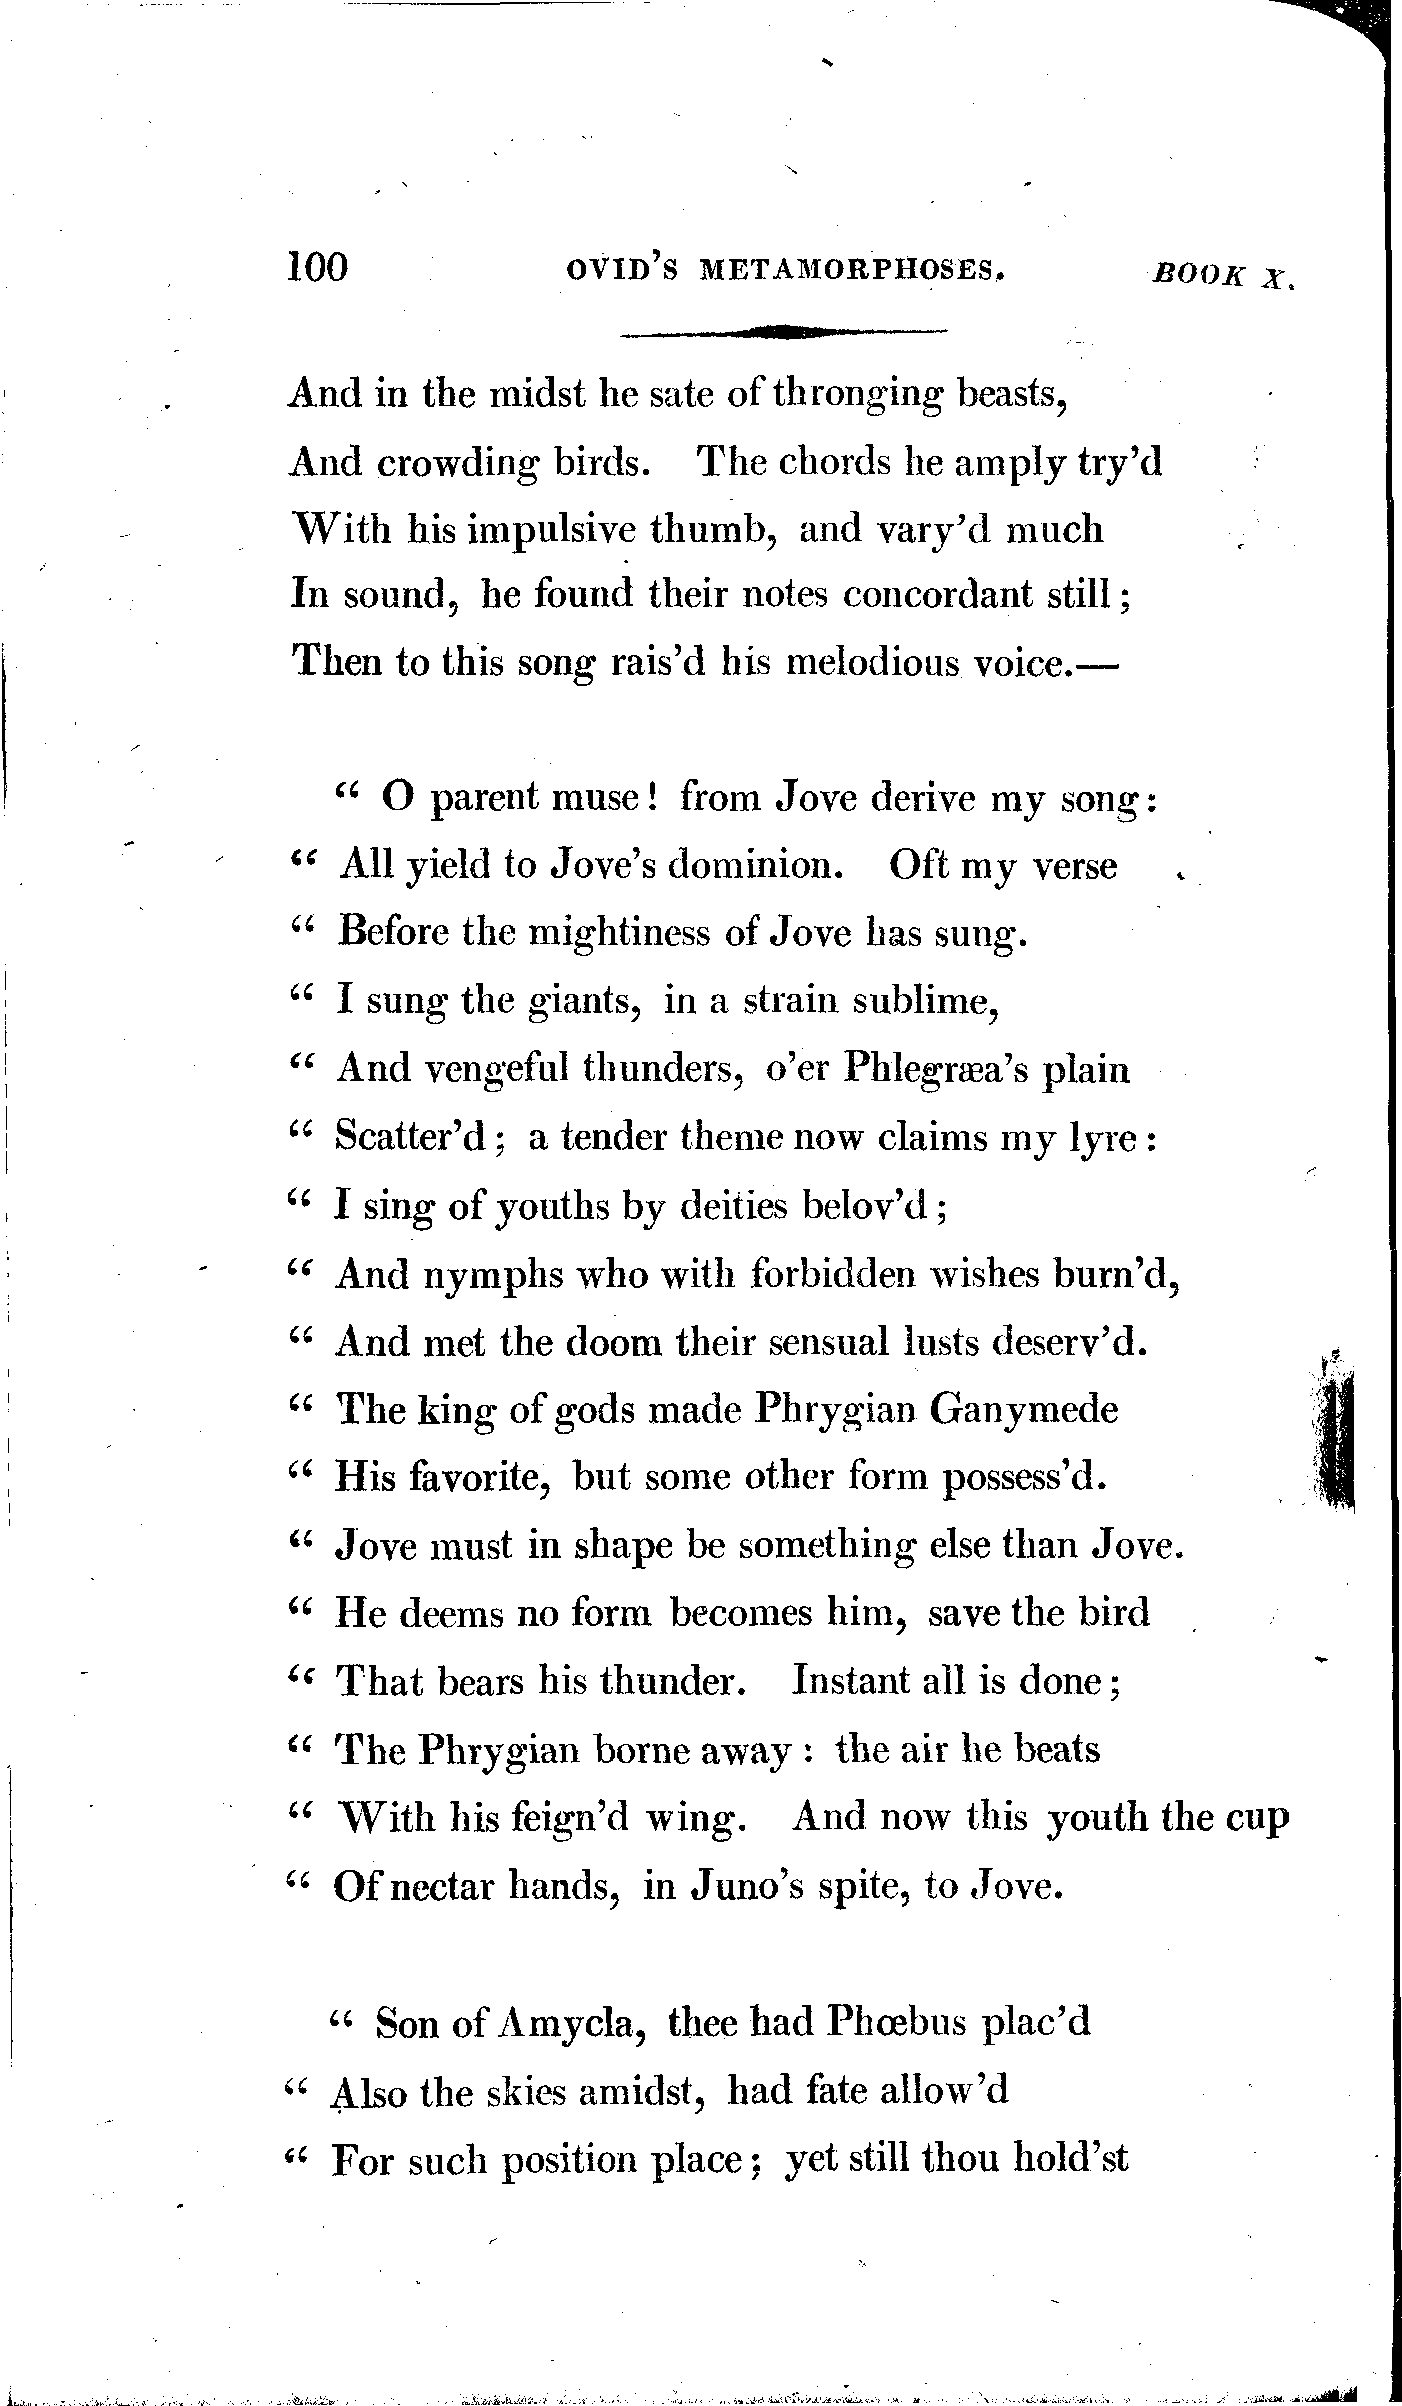 100 OVID'S METAMORPHOSES. BOOK X.
And in the midst he sate of thronging beasts,
And crowding birds. The chords he amply try'd
With his impulsive thumb, and vary'd much
In sound, he found their notes concordant still;
Then to this song rais'd his melodious voice.—
“ O parent muse! from Jove derive my song:
“ All yield to Jove's dominion. Oft my verse
“ Before the mightiness of Jove has sung.
“ I sung the giants, in a strain sublime,
“ And vengeful thunders, o'er Phlegræa's plain
“ Scatter'd; a tender theme now claims my lyre:
“ I sing of youths by deities belov'd;
“ And nymphs who with forbidden wishes burn'd,
“ And met the doom their sensual lusts deserv'd.
“ The king of gods made Phrygian Ganymede
“ His favorite, but some other form possess'd.
“ Jove must in shape be something else than Jove.
“ He deems no form becomes him, save the bird
“ That bears his thunder. Instant all is done;
“ The Phrygian borne away: the air he beats
“ With his feign'd wing. And now this youth the cup
“ Of nectar hands, in Juno's spite, to Jove.
“ Son of Amycla, thee had Phœbus plac'd
“ Also the skies amidst, had fate allow'd
“ For such position place; yet still thou hold'st